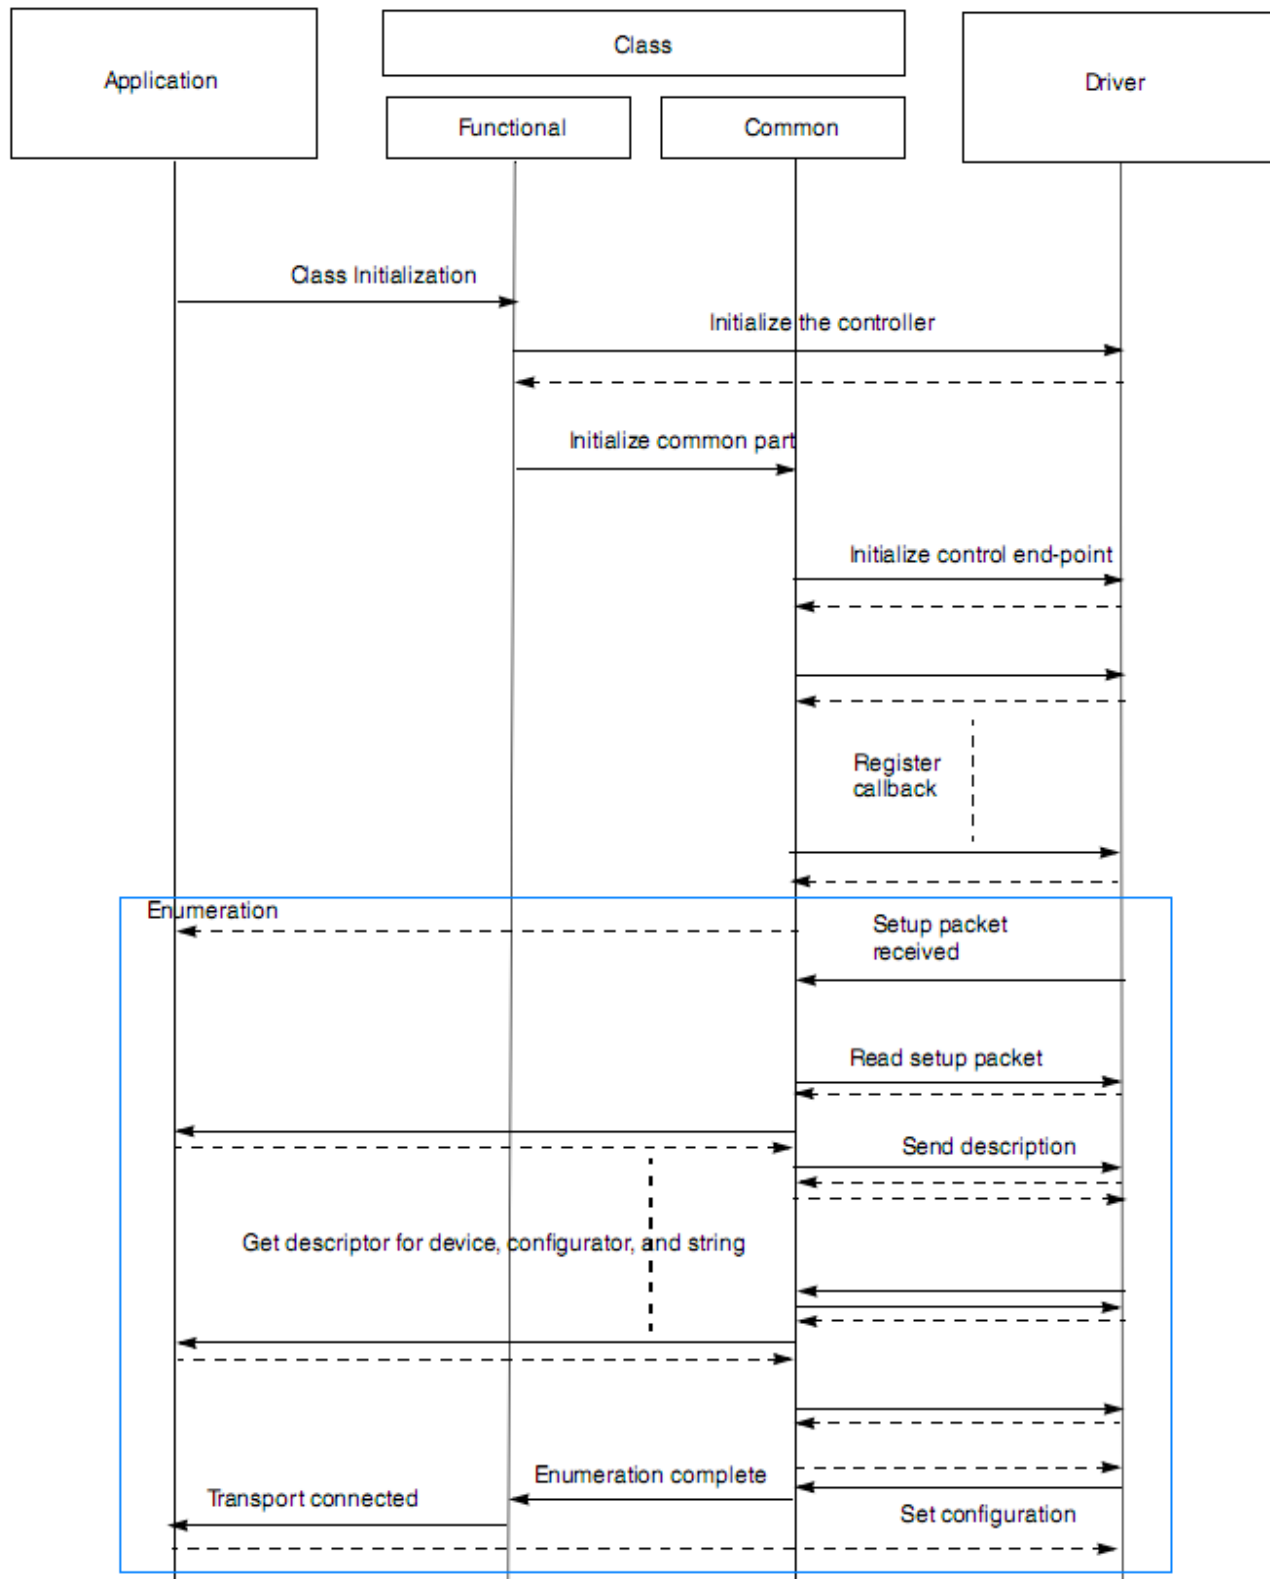 Class
Application
Driver
Functional
Common
Class Initialization
Initialize the controller
Initialize common part
Initialize control end-point
Register
callback
Enumeration
Setup packet
received
Read setup packet
Send description
Get descriptor for device, configurator, and string
Enumeration complete
Transport connected
Set configuration